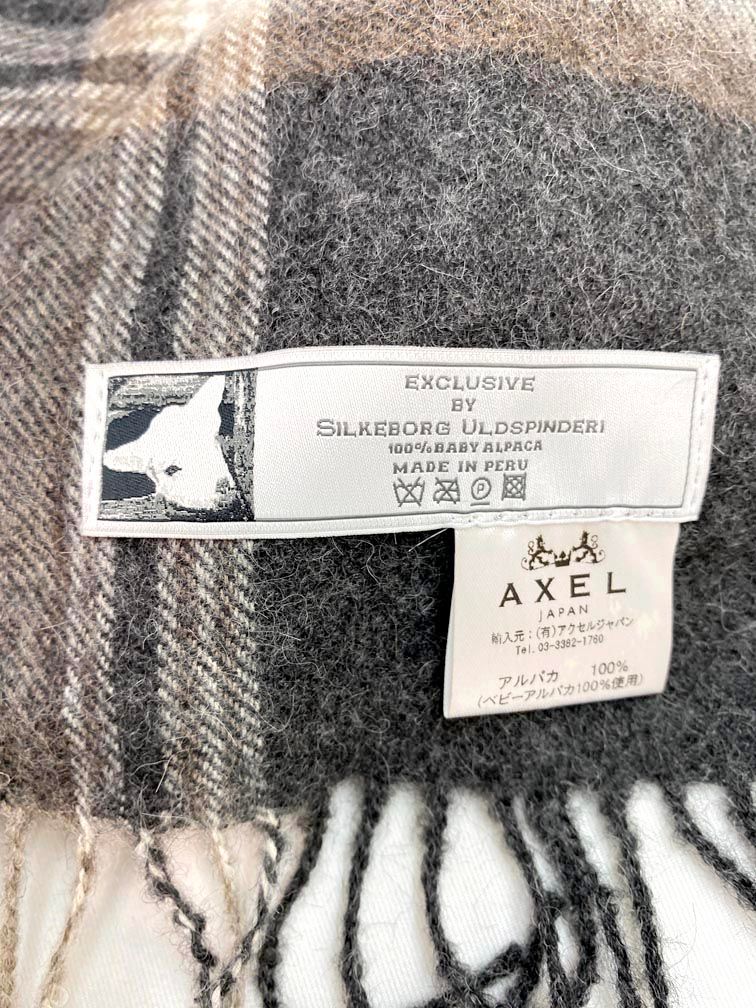 EXCLUSIVE
BY
SILKEBORG ULDSPINDERI
100% BABY ALPACA
MADE IN PERU
P
AXEL
JAPAN
輸入元:(有)アクセルジャパン
Tel. 03-3382-1760
アルパカ 100%
(ベビーアルパカ100%使用)